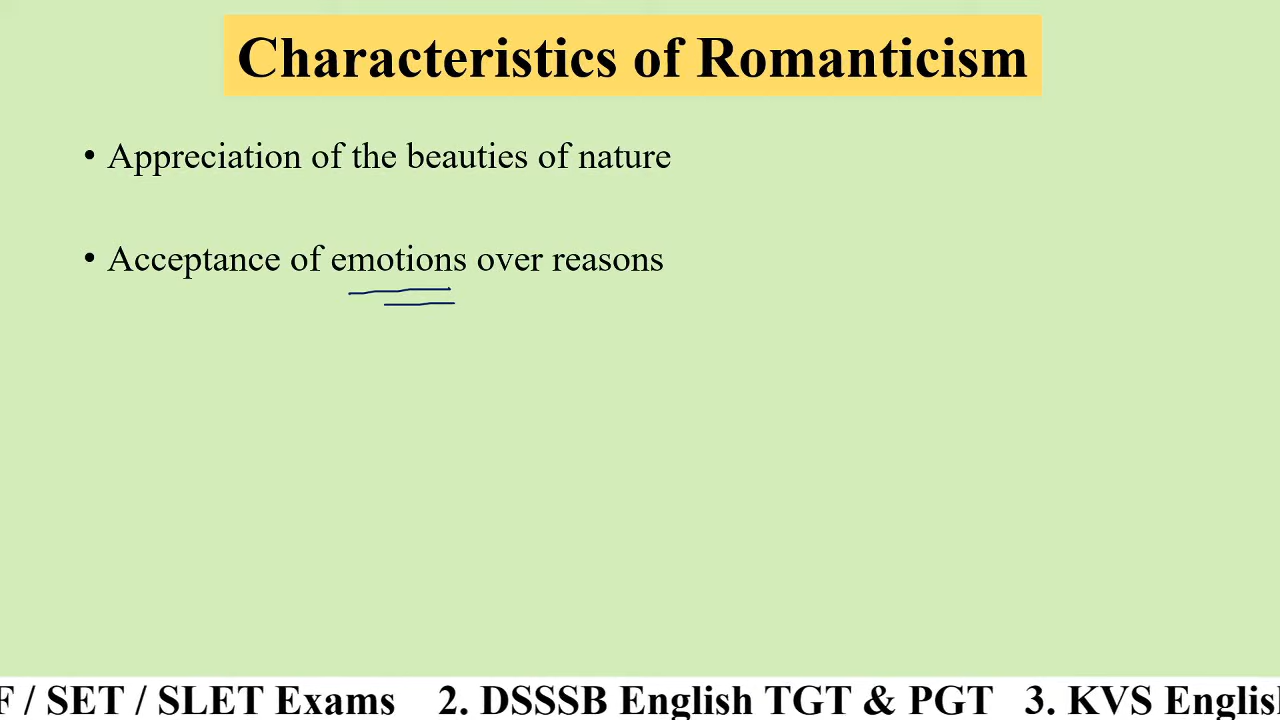 Characteristics of Romanticism
• Appreciation of the beauties of nature
• Acceptance of emotions over reasons
F / SET / SLET Exams 2. DSSSB English TGT & PGT 3. KVS English